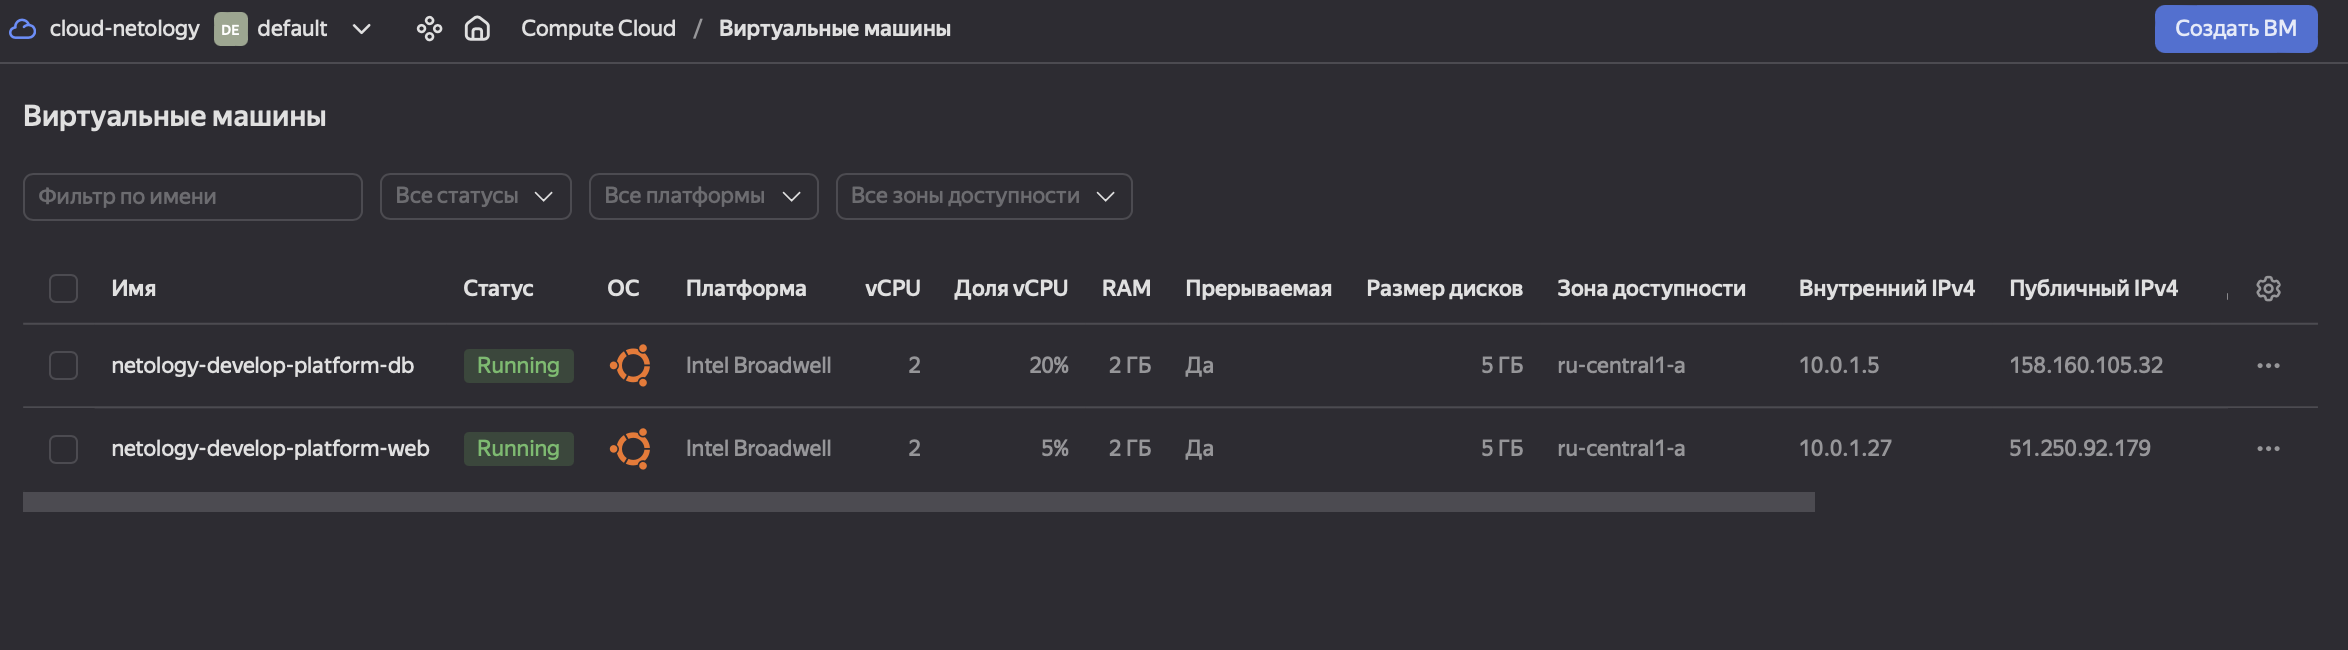 cloud-netology DE default Compute Cloud / Виртуальные машины Создать ВМ
Виртуальные машины
Фильтр по имени Все статусы Все платформы Все зоны доступности
Имя Статус ОС Платформа vCPU Доля vCPU RAM Прерываемая Размер дисков Зона доступности Внутренний IPv4 Публичный IPv4
netology-develop-platform-db Running Intel Broadwell 2 20% 2 ГБ Да 5 ГБ ru-central1-a 10.0.1.5 158.160.105.32
netology-develop-platform-web Running Intel Broadwell 2 5% 2 ГБ Да 5 ГБ ru-central1-a 10.0.1.27 51.250.92.179